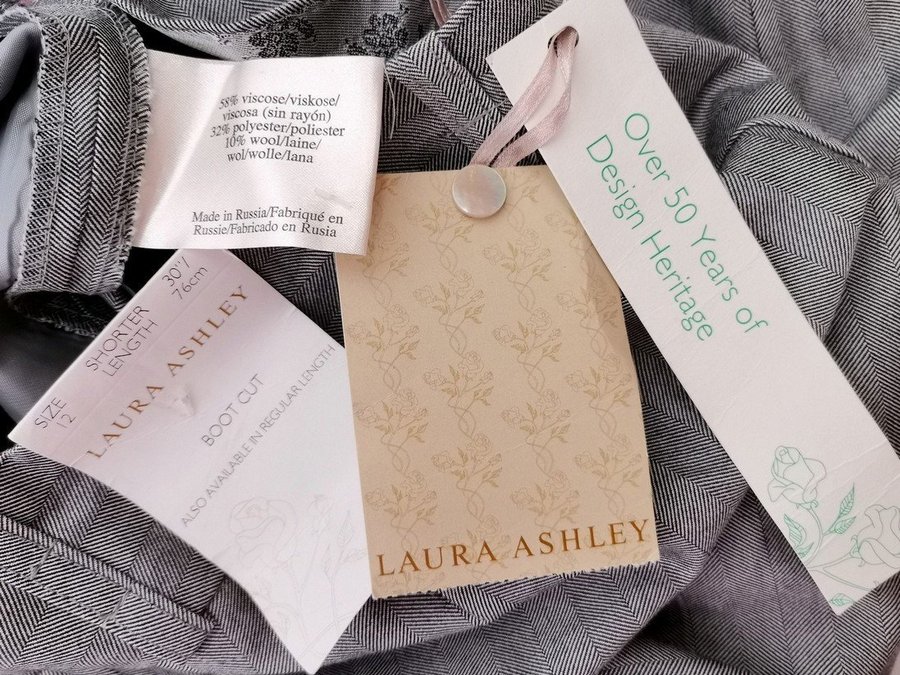 58% viscose/viskose/
viscosa (sin rayón)
32% polyester/poliester
10% wool/laine/
wol/wolle/lana
Made in Russia/Fabriqué en
Russie/Fabricado en Rusia
SIZE
12
SHORTER
LENGTH
30"/
76cm
LAURA ASHLEY
BOOT CUT
ALSO AVAILABLE IN REGULAR LENGTH
LAURA ASHLEY
Over 50 Years of
Design Heritage